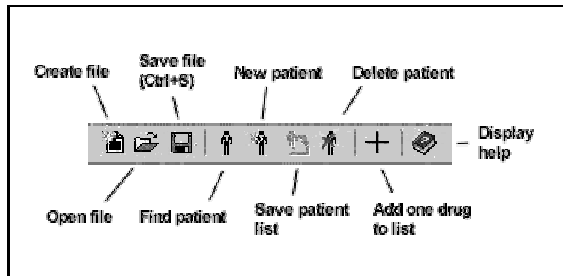 Create file
Save file
(Ctrl+S)
New patient
Delete patient
Display
help
Open file
Find patient
Save patient
list
Add one drug
to list